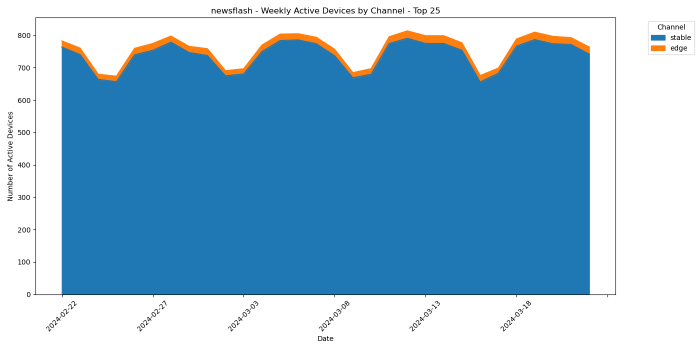 newsflash - Weekly Active Devices by Channel - Top 25
Channel
stable
edge
Number of Active Devices
800
700
600
500
400
300
200
100
0
2024-02-22
2024-02-27
2024-03-03
2024-03-08
2024-03-13
2024-03-18
Date